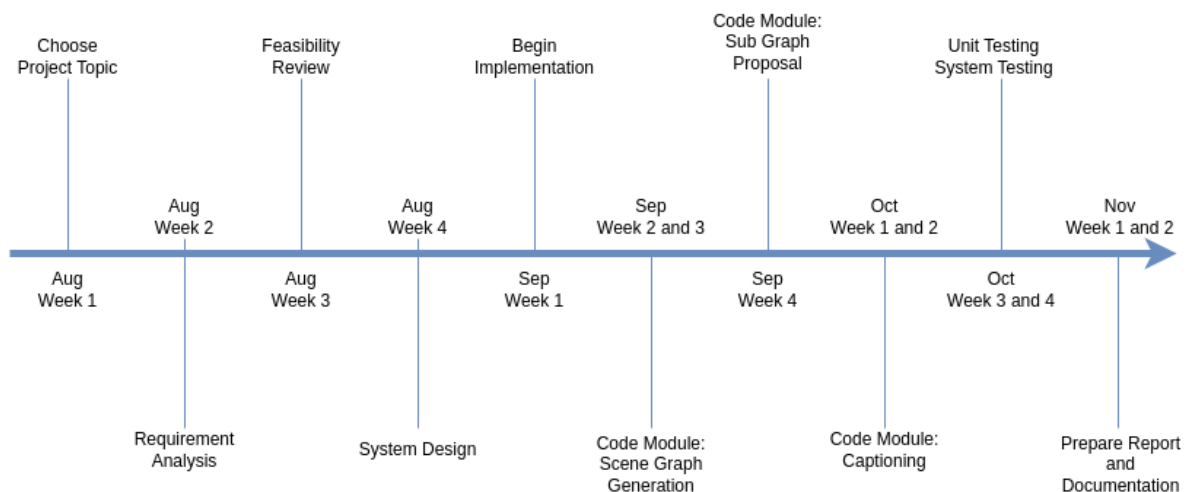 Choose
Project Topic
Feasibility
Review
Begin
Implementation
Code Module:
Sub Graph
Proposal
Unit Testing
System Testing
Aug
Week 2
Aug
Week 4
Sep
Week 2 and 3
Oct
Week 1 and 2
Nov
Week 1 and 2
Aug
Week 1
Aug
Week 3
Sep
Week 1
Sep
Week 4
Oct
Week 3 and 4
Requirement
Analysis
System Design
Code Module:
Scene Graph
Generation
Code Module:
Captioning
Prepare Report
and
Documentation